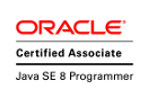 ORACLE
Certified Associate
Java SE 8 Programmer